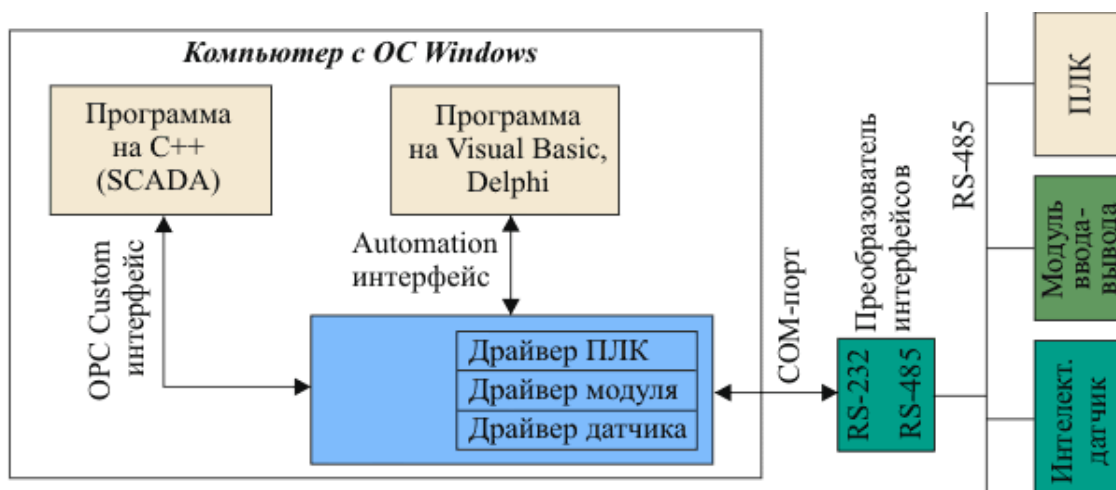 Компьютер с ОС Windows
Программа
на C++
(SCADA)
Программа
на Visual Basic,
Delphi
OPC Custom
интерфейс
Automation
интерфейс
Драйвер ПЛК
Драйвер модуля
Драйвер датчика
COM-порт
Преобразователь
интерфейсов
RS-232
RS-485
RS-485
ПЛК
Модуль
ввода-
вывода
Интелект.
датчик